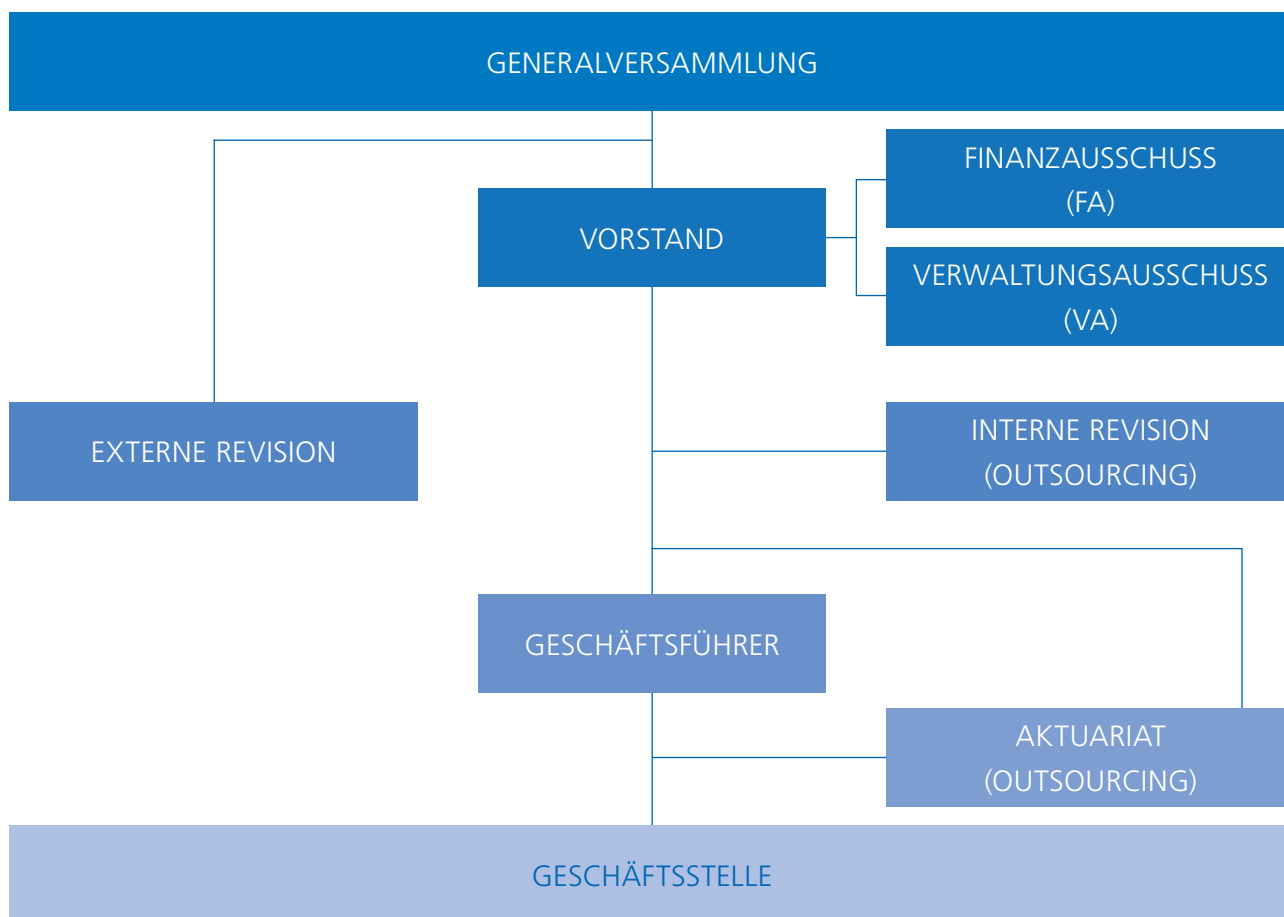 GENERALVERSAMMLUNG
FINANZAUSSCHUSS
(FA)
VORSTAND
VERWALTUNGSAUSSCHUSS
(VA)
EXTERNE REVISION
INTERNE REVISION
(OUTSOURCING)
GESCHÄFTSFÜHRER
AKTUARIAT
(OUTSOURCING)
GESCHÄFTSSTELLE